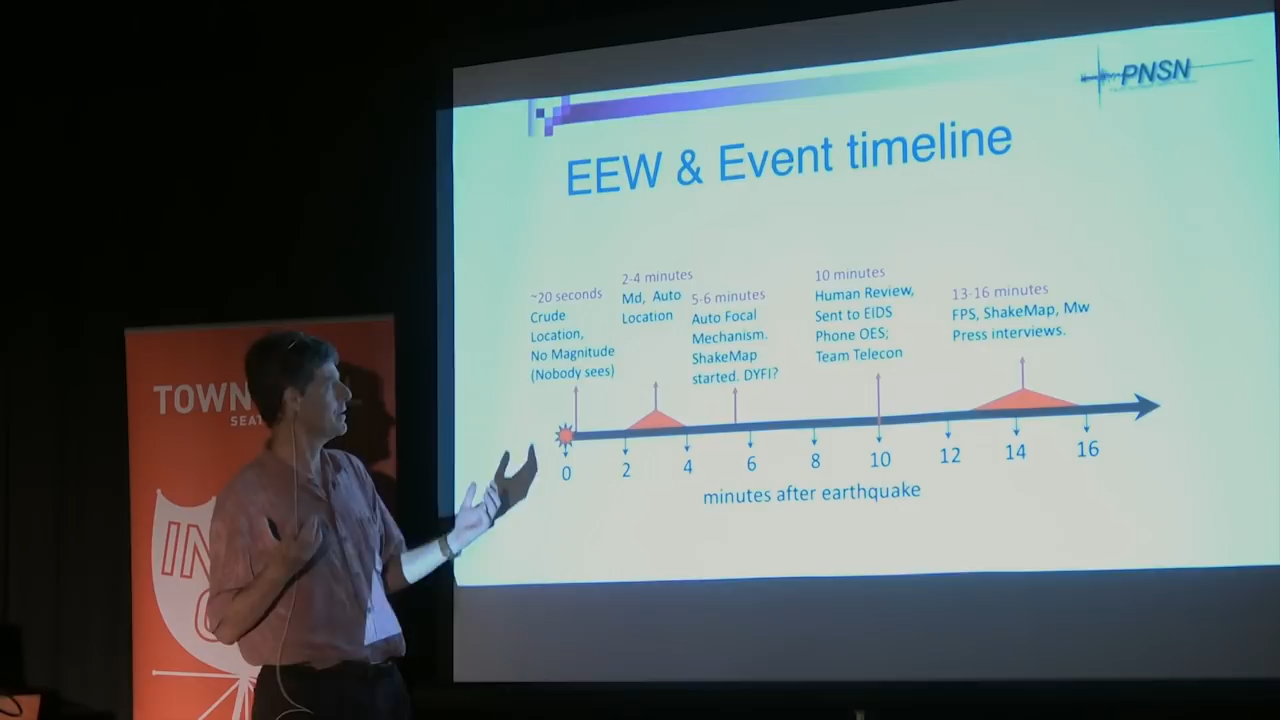 PNSN
EEW & Event timeline
~20 seconds
Crude
Location,
No Magnitude
(Nobody sees)
2-4 minutes
Md, Auto
Location
5-6 minutes
Auto Focal
Mechanism.
ShakeMap
started. DYFI?
10 minutes
Human Review,
Sent to EIDS
Phone OES;
Team Telecon
13-16 minutes
FPS, ShakeMap, Mw
Press interviews.
0 2 4 6 8 10 12 14 16
minutes after earthquake
TOWN
SEAT
IN